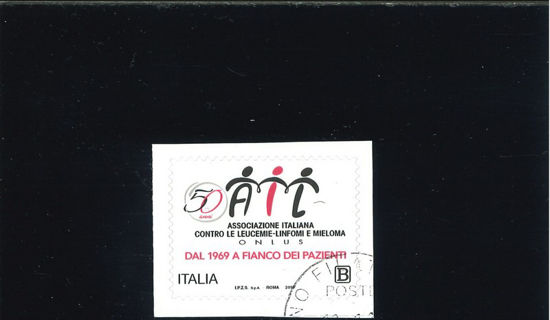 50
ANNI
AIL
ASSOCIAZIONE ITALIANA
CONTRO LE LEUCEMIE-LINFOMI E MIELOMA
ONLUS
DAL 1969 A FIANCO DEI PAZIENTI
ITALIA
B
I.P.Z.S. S.p.A. - ROMA
POSTE